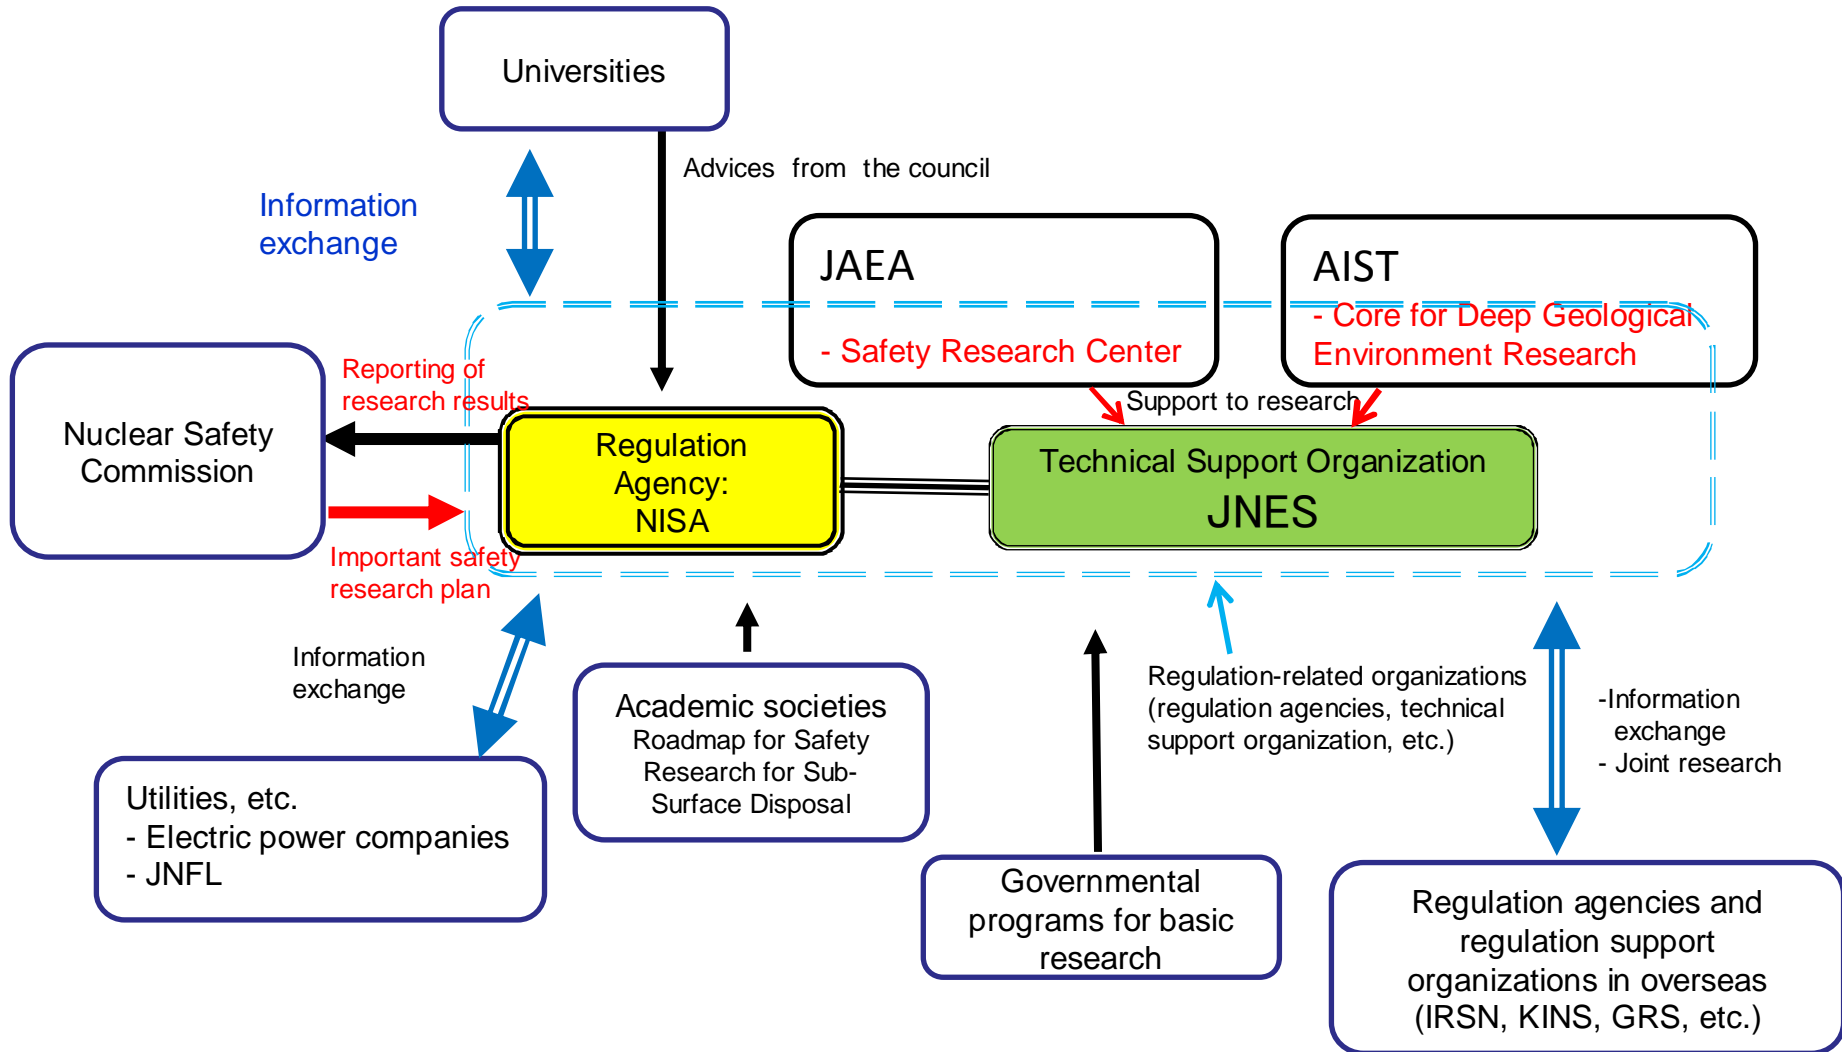 Universities
Advices from the council
Information
exchange
JAEA
- Safety Research Center
AIST
- Core for Deep Geological
Environment Research
Reporting of
research results
Support to research
Nuclear Safety
Commission
Regulation
Agency:
NISA
Technical Support Organization
JNES
Important safety
research plan
Information
exchange
Academic societies
Roadmap for Safety
Research for Sub-
Surface Disposal
Regulation-related organizations
(regulation agencies, technical
support organization, etc.)
-Information
exchange
- Joint research
Utilities, etc.
- Electric power companies
- JNFL
Governmental
programs for basic
research
Regulation agencies and
regulation support
organizations in overseas
(IRSN, KINS, GRS, etc.)